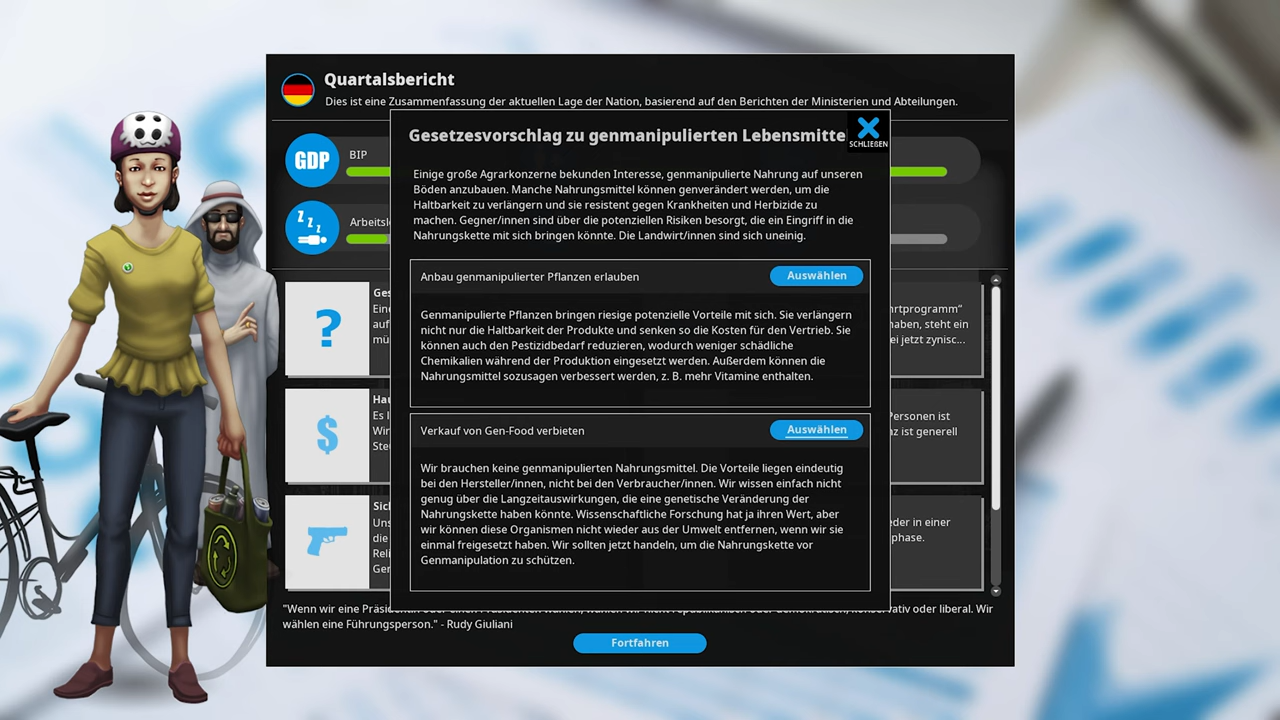 Quartalsbericht
Dies ist eine Zusammenfassung der aktuellen Lage der Nation, basierend auf den Berichten der Ministerien und Abteilungen.
GDP
BIP
Z Z Z
Gesetzesvorschlag zu genmanipulierten Lebensmitte
SCHLIEẞEN
Einige große Agrarkonzerne bekunden Interesse, genmanipulierte Nahrung auf unseren
Böden anzubauen. Manche Nahrungsmittel können genverändert werden, um die
Haltbarkeit zu verlängern und sie resistent gegen Krankheiten und Herbizide zu
machen. Gegner/innen sind über die potenziellen Risiken besorgt, die ein Eingriff in die
Nahrungskette mit sich bringen könnte. Die Landwirt/innen sind sich uneinig.
Anbau genmanipulierter Pflanzen erlauben
Auswählen
Genmanipulierte Pflanzen bringen riesige potenzielle Vorteile mit sich. Sie verlängern
nicht nur die Haltbarkeit der Produkte und senken so die Kosten für den Vertrieb. Sie
können auch den Pestizidbedarf reduzieren, wodurch weniger schädliche
Chemikalien während der Produktion eingesetzt werden. Außerdem können die
Nahrungsmittel sozusagen verbessert werden, z. B. mehr Vitamine enthalten.
Verkauf von Gen-Food verbieten
Auswählen
Wir brauchen keine genmanipulierten Nahrungsmittel. Die Vorteile liegen eindeutig
bei den Hersteller/innen, nicht bei den Verbraucher/innen. Wir wissen einfach nicht
genug über die Langzeitauswirkungen, die eine genetische Veränderung der
Nahrungskette haben könnte. Wissenschaftliche Forschung hat ja ihren Wert, aber
wir können diese Organismen nicht wieder aus der Umwelt entfernen, wenn wir sie
einmal freigesetzt haben. Wir sollten jetzt handeln, um die Nahrungskette vor
Genmanipulation zu schützen.
?
$
haben, steht ein
ei jetzt zynisc...
Personen ist
nz ist generell
eder in einer
phase.
"Wenn wir eine Präsidentin oder einen Präsidenten wählen, wählen wir nicht republikanisch oder demokratisch, konservativ oder liberal. Wir
wählen eine Führungsperson." - Rudy Giuliani
Fortfahren